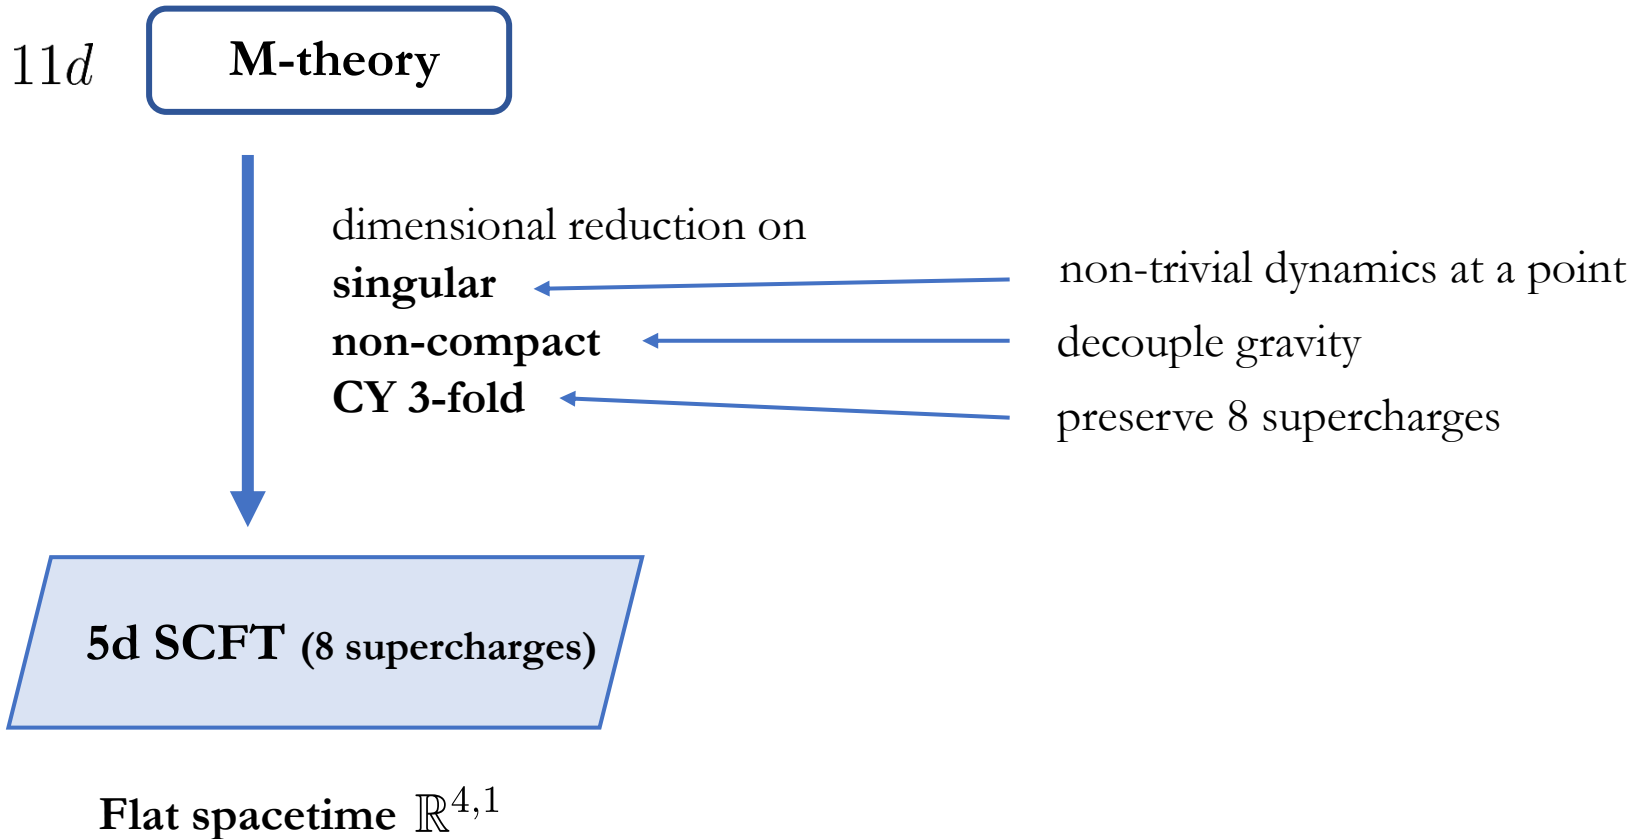 11d
M-theory
dimensional reduction on
singular
non-compact
CY 3-fold
non-trivial dynamics at a point
decouple gravity
preserve 8 supercharges
5d SCFT (8 supercharges)
Flat spacetime ℝ⁴,¹